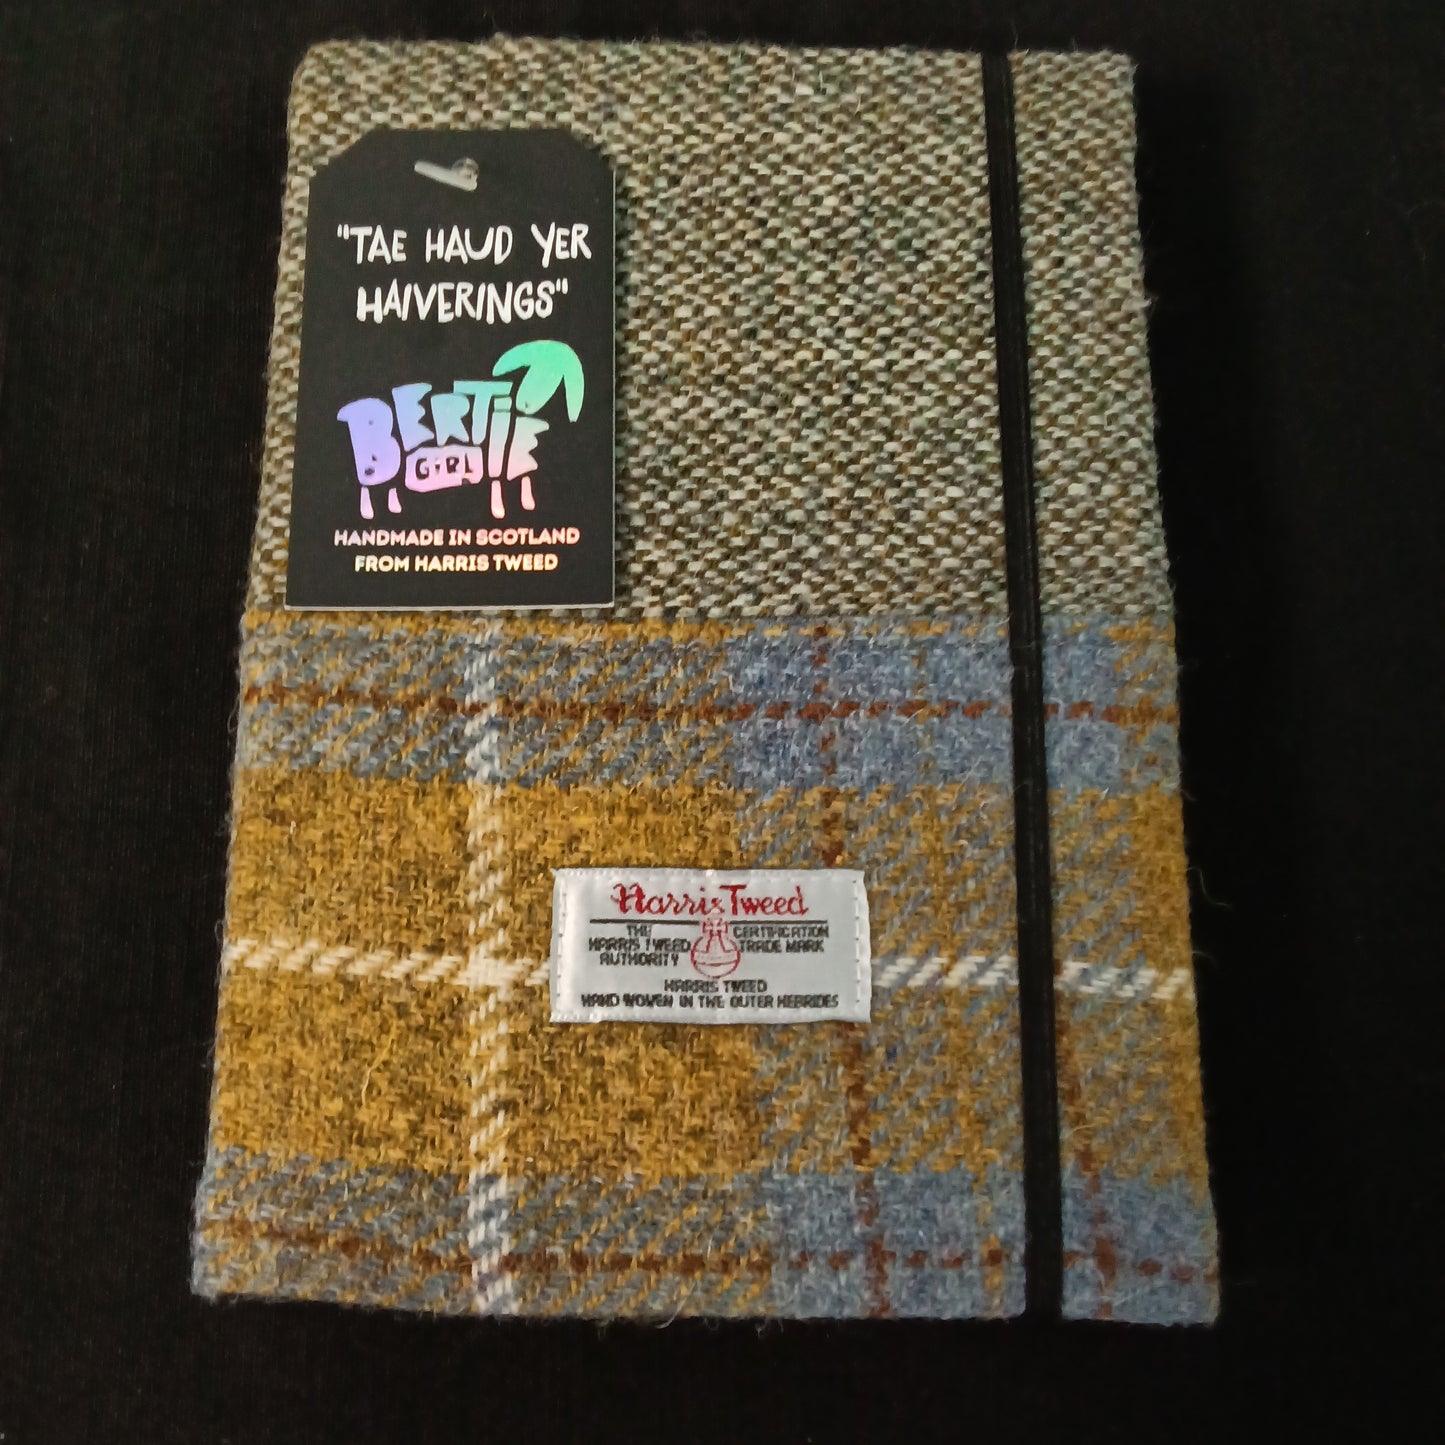 "TAE HAUD YER
HAIVERINGS"
BERTIE
GIRL
HANDMADE IN SCOTLAND
FROM HARRIS TWEED
Harris Tweed
THE CERTIFICATION
HARRIS TWEED TRADE MARK
AUTHORITY
HARRIS TWEED
HAND WOVEN IN THE OUTER HEBRIDES